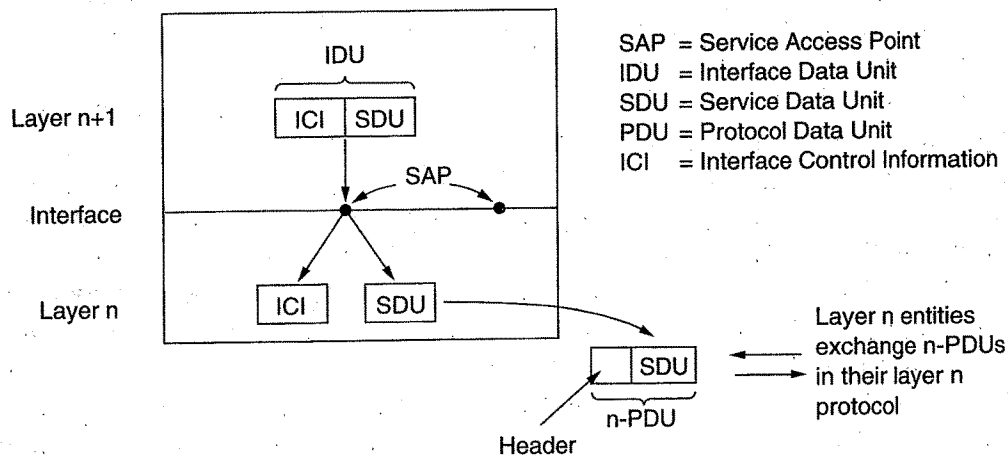 IDU
SAP = Service Access Point
IDU = Interface Data Unit
SDU = Service Data Unit
PDU = Protocol Data Unit
ICI = Interface Control Information
Layer n+1
ICI SDU
SAP
Interface
Layer n
ICI SDU
SDU
n-PDU
Header
Layer n entities
exchange n-PDUs
in their layer n
protocol